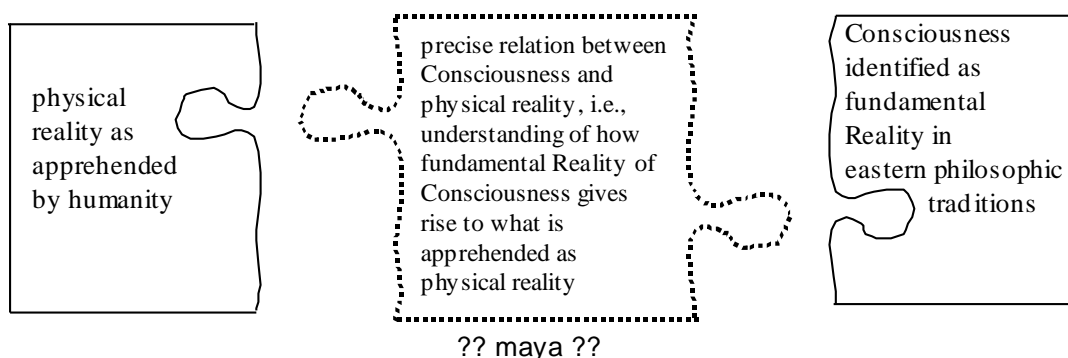 physical
reality as
apprehended
by humanity
precise relation between
Consciousness and
physical reality, i.e.,
understanding of how
fundamental Reality of
Consciousness gives
rise to what is
apprehended as
physical reality
Consciousness
identified as
fundamental
Reality in
eastern philosophic
traditions
?? maya ??